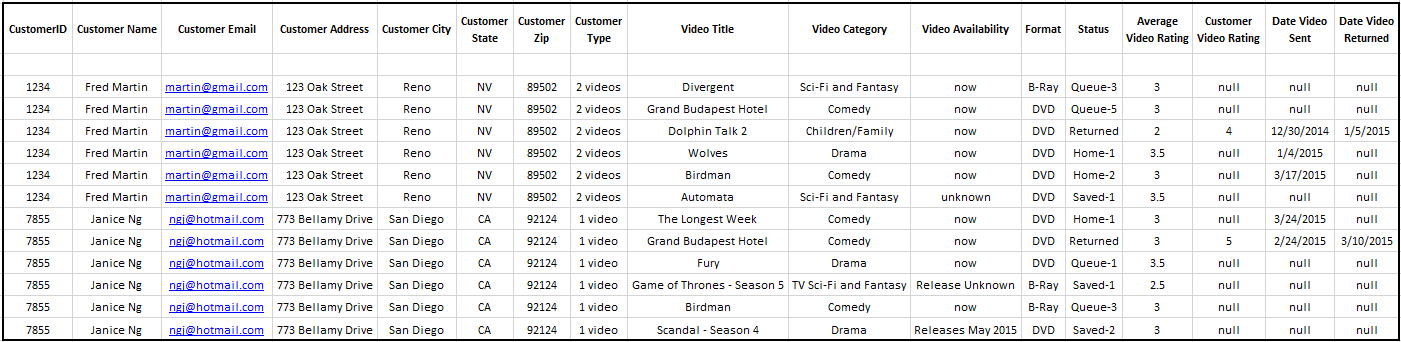 CustomerID Customer Name Customer Email Customer Address Customer City Customer State Customer Zip Customer Type Video Title Video Category Video Availability Format Status Average Video Rating Customer Video Rating Date Video Sent Date Video Returned
1234 Fred Martin martin@gmail.com 123 Oak Street Reno NV 89502 2 videos Divergent Sci-Fi and Fantasy now B-Ray Queue-3 3 null null null
1234 Fred Martin martin@gmail.com 123 Oak Street Reno NV 89502 2 videos Grand Budapest Hotel Comedy now DVD Queue-5 3 null null null
1234 Fred Martin martin@gmail.com 123 Oak Street Reno NV 89502 2 videos Dolphin Talk 2 Children/Family now DVD Returned 2 4 12/30/2014 1/5/2015
1234 Fred Martin martin@gmail.com 123 Oak Street Reno NV 89502 2 videos Wolves Drama now DVD Home-1 3.5 null 1/4/2015 null
1234 Fred Martin martin@gmail.com 123 Oak Street Reno NV 89502 2 videos Birdman Comedy now DVD Home-2 3 null 3/17/2015 null
1234 Fred Martin martin@gmail.com 123 Oak Street Reno NV 89502 2 videos Automata Sci-Fi and Fantasy unknown DVD Saved-1 3.5 null null null
7855 Janice Ng ngj@hotmail.com 773 Bellamy Drive San Diego CA 92124 1 video The Longest Week Comedy now DVD Home-1 3 null 3/24/2015 null
7855 Janice Ng ngj@hotmail.com 773 Bellamy Drive San Diego CA 92124 1 video Grand Budapest Hotel Comedy now DVD Returned 3 5 2/24/2015 3/10/2015
7855 Janice Ng ngj@hotmail.com 773 Bellamy Drive San Diego CA 92124 1 video Fury Drama now DVD Queue-1 3.5 null null null
7855 Janice Ng ngj@hotmail.com 773 Bellamy Drive San Diego CA 92124 1 video Game of Thrones - Season 5 TV Sci-Fi and Fantasy Release Unknown B-Ray Saved-1 2.5 null null null
7855 Janice Ng ngj@hotmail.com 773 Bellamy Drive San Diego CA 92124 1 video Birdman Comedy now B-Ray Queue-3 3 null null null
7855 Janice Ng ngj@hotmail.com 773 Bellamy Drive San Diego CA 92124 1 video Scandal - Season 4 Drama Releases May 2015 DVD Saved-2 3 null null null